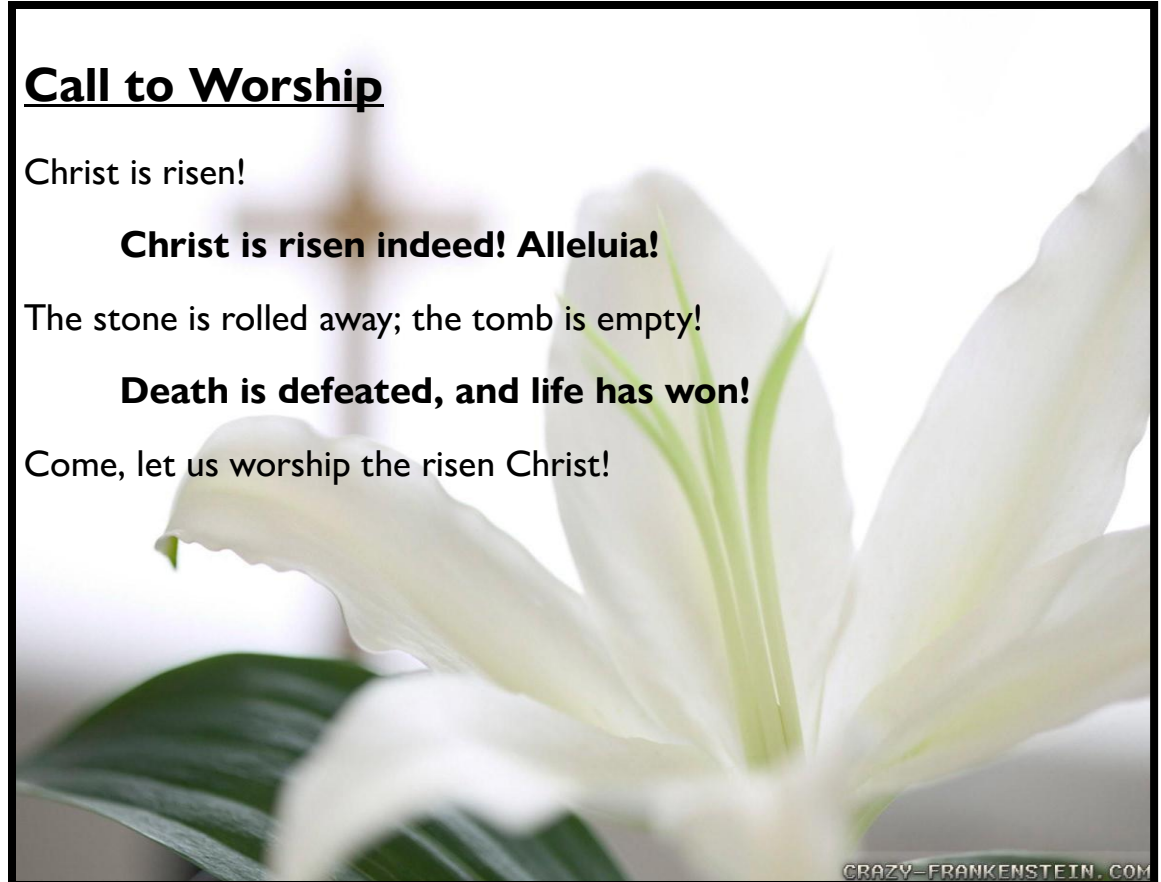 Call to Worship
Christ is risen!
Christ is risen indeed! Alleluia!
The stone is rolled away; the tomb is empty!
Death is defeated, and life has won!
Come, let us worship the risen Christ!
CRAZY-FRANKENSTEIN.COM